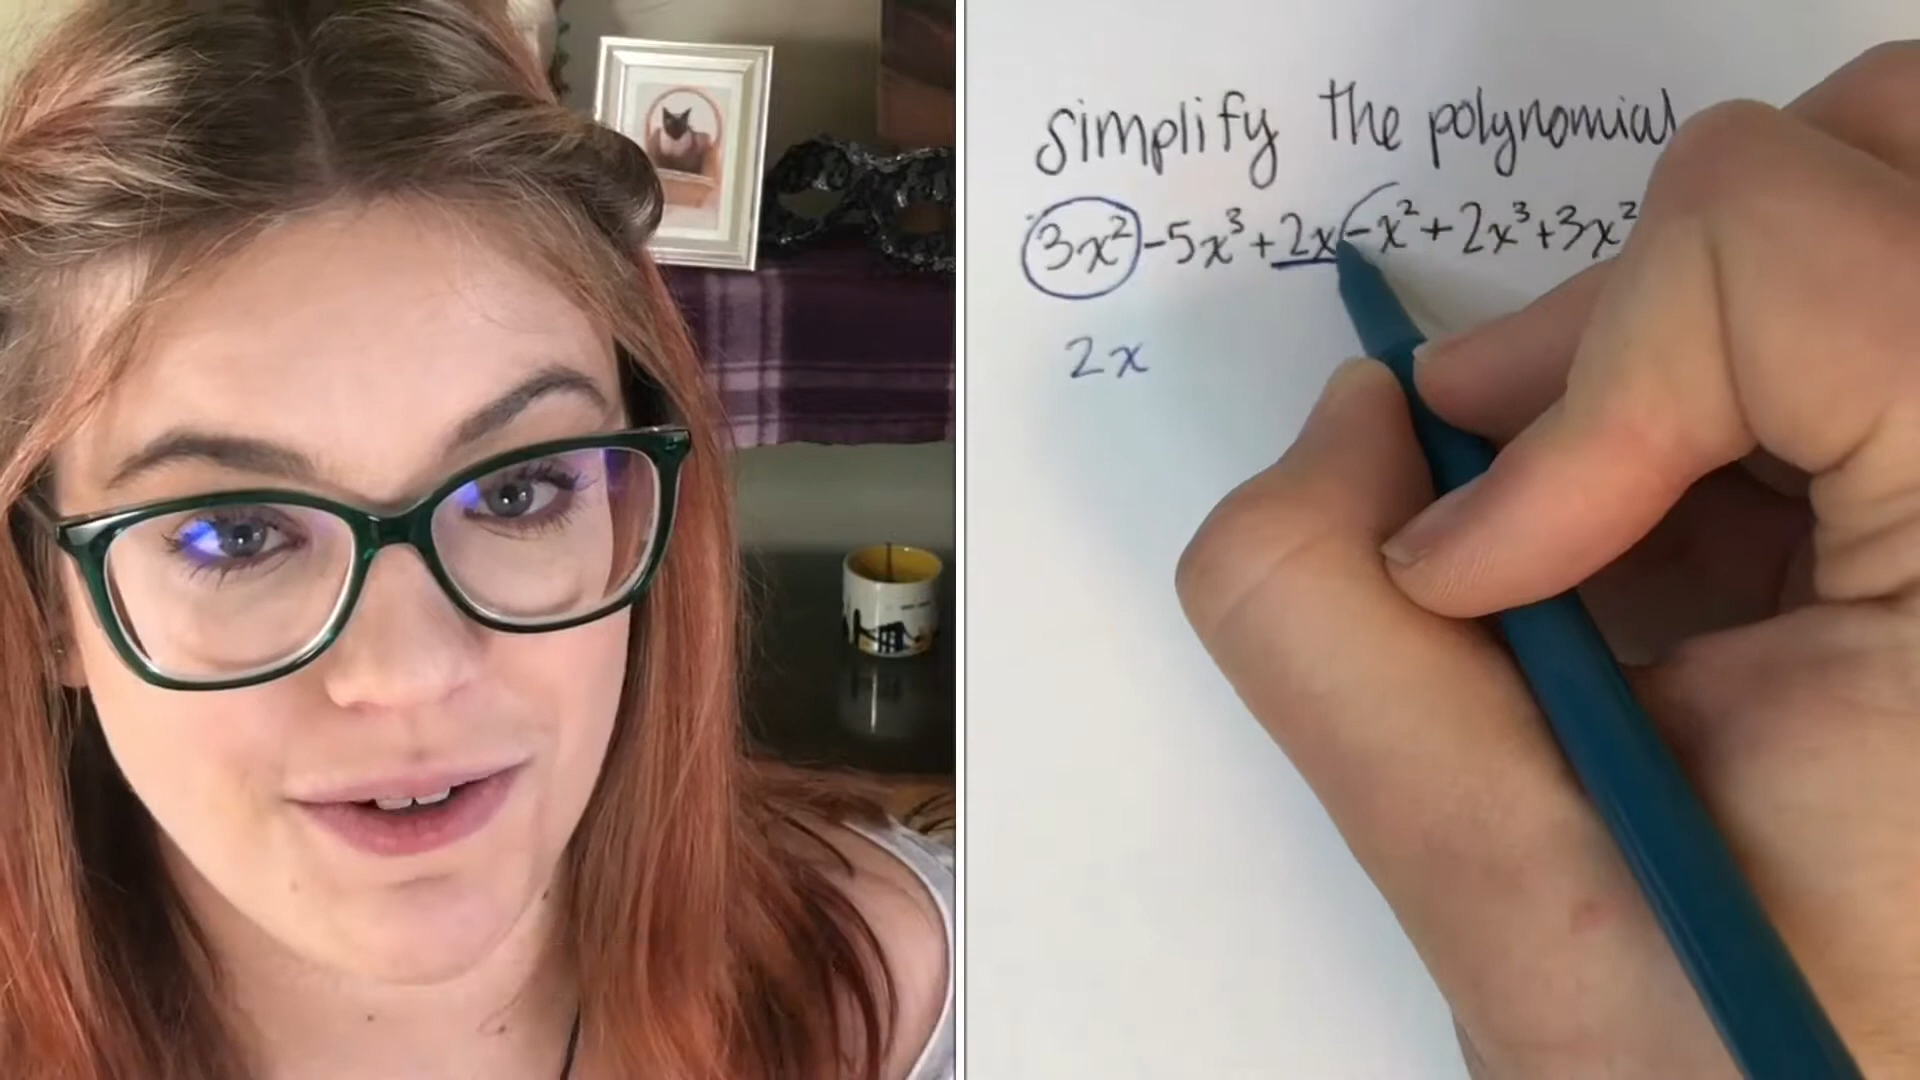 simplify the polynomial
3x²-5x³+2x-x²+2x³+3x²
2x